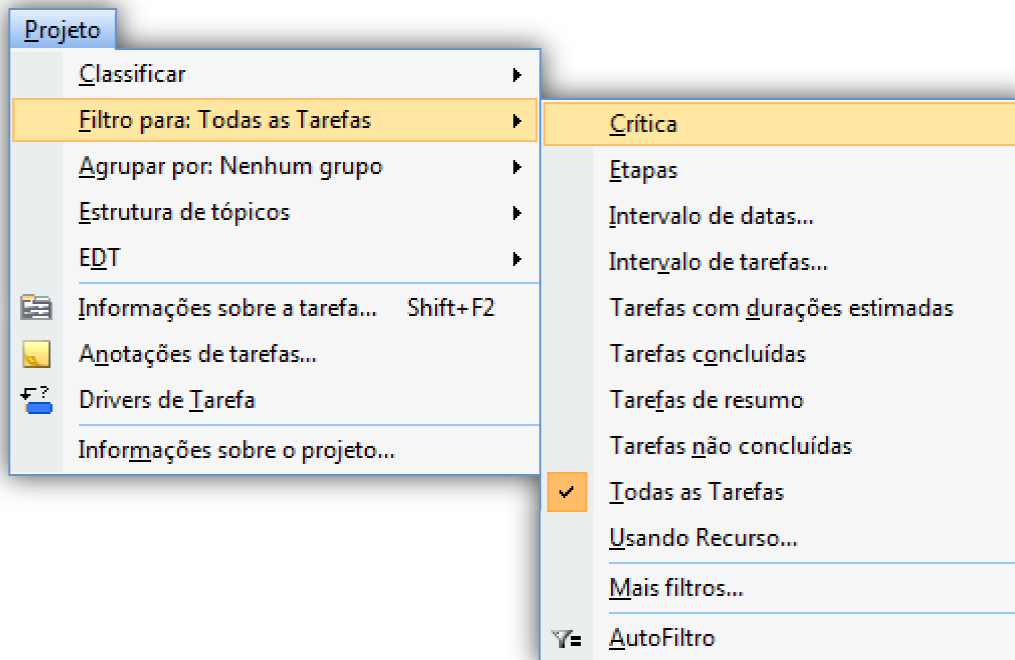 Projeto
Classificar
Filtro para: Todas as Tarefas
Agrupar por: Nenhum grupo
Estrutura de tópicos
EDT
Informações sobre a tarefa... Shift+F2
Anotações de tarefas...
Drivers de Tarefa
Informações sobre o projeto...
Crítica
Etapas
Intervalo de datas...
Intervalo de tarefas...
Tarefas com durações estimadas
Tarefas concluídas
Tarefas de resumo
Tarefas não concluídas
Todas as Tarefas
Usando Recurso...
Mais filtros...
AutoFiltro